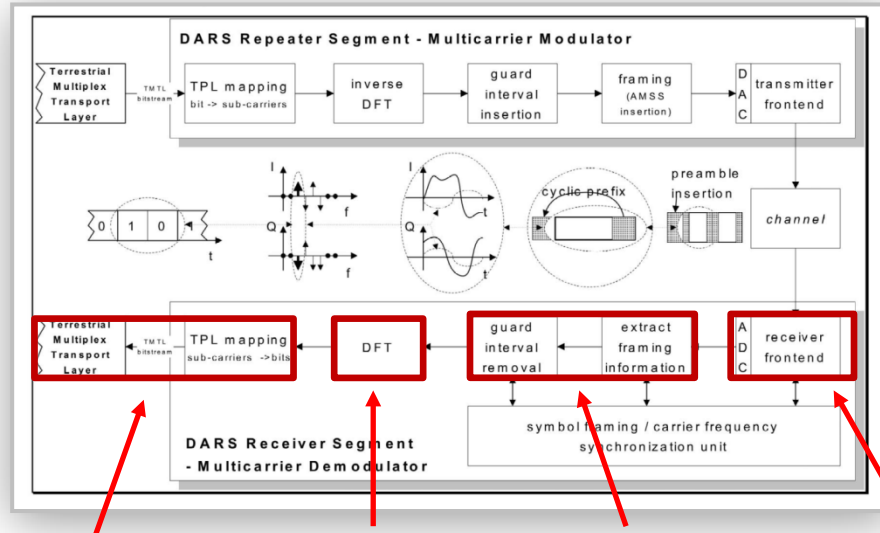 DARS Repeater Segment - Multicarrier Modulator
Terrestrial
Multiplex
Transport
Layer
TMTL
bitstream
TPL mapping
bit -> sub-carriers
inverse
DFT
guard
interval
insertion
framing
(AMSS
insertion)
D
A
C
transmitter
frontend
I
f
Q
f
I
t
Q
t
...
cyclic prefix
...
preamble
insertion
channel
0 1 0 1
t
Terrestrial
Multiplex
Transport
Layer
TMTL
bitstream
TPL mapping
sub-carriers ->bits
DFT
guard
interval
removal
extract
framing
information
A
D
C
receiver
frontend
symbol framing / carrier frequency
synchronization unit
DARS Receiver Segment
- Multicarrier Demodulator